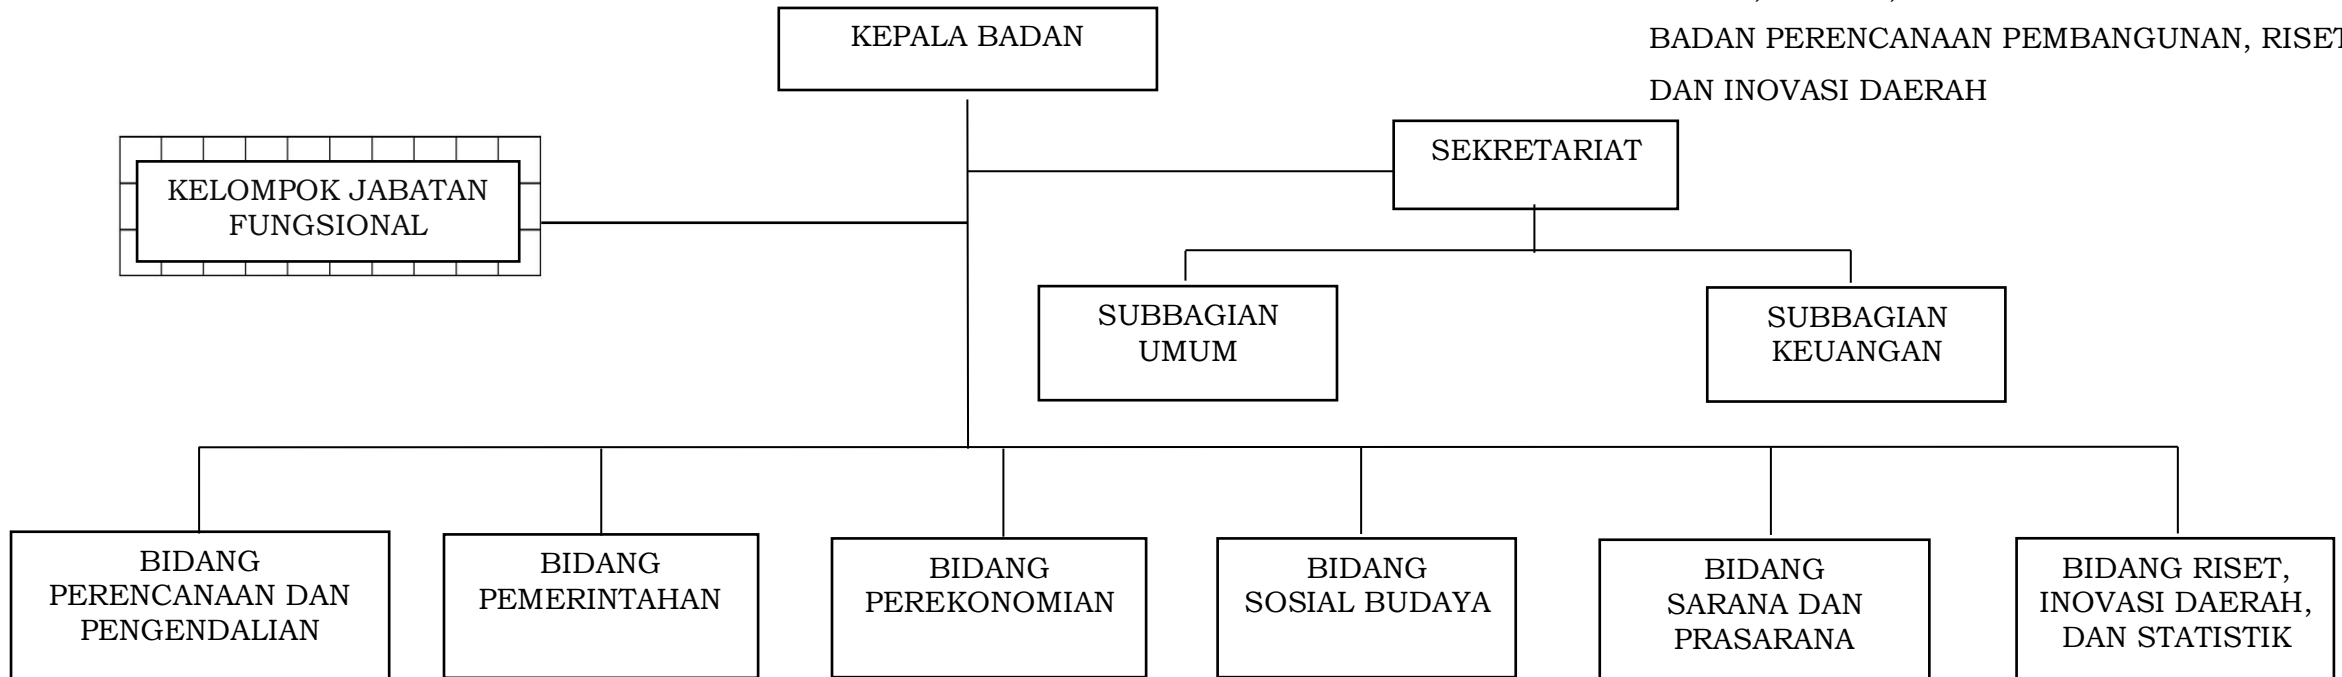 KEPALA BADAN
BADAN PERENCANAAN PEMBANGUNAN, RISET
DAN INOVASI DAERAH
SEKRETARIAT
KELOMPOK JABATAN
FUNGSIONAL
SUBBAGIAN
UMUM
SUBBAGIAN
KEUANGAN
BIDANG
PERENCANAAN DAN
PENGENDALIAN
BIDANG
PEMERINTAHAN
BIDANG
PEREKONOMIAN
BIDANG
SOSIAL BUDAYA
BIDANG
SARANA DAN
PRASARANA
BIDANG RISET,
INOVASI DAERAH,
DAN STATISTIK